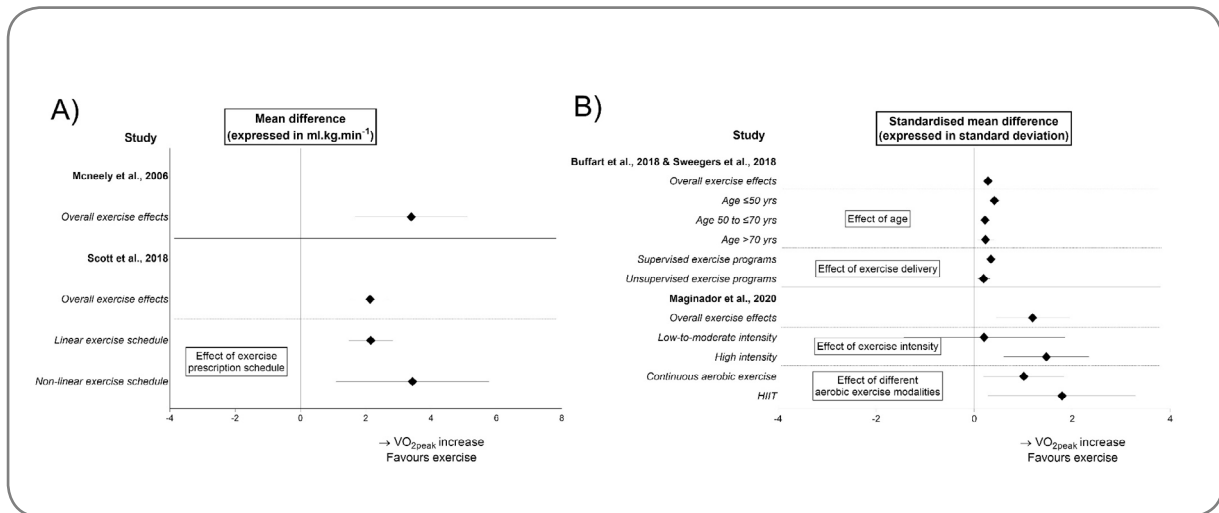 A)
Mean difference
(expressed in ml.kg.min-1)
Study
Mcneely et al., 2006
Overall exercise effects
Scott et al., 2018
Overall exercise effects
Linear exercise schedule
Effect of exercise
prescription schedule
Non-linear exercise schedule
-4 -2 0 2 4 6 8
→ VO2peak increase
Favours exercise
B)
Standardised mean difference
(expressed in standard deviation)
Study
Buffart et al., 2018 & Sweegers et al., 2018
Overall exercise effects
Age ≤50 yrs
Age 50 to ≤70 yrs
Effect of age
Age >70 yrs
Supervised exercise programs
Effect of exercise delivery
Unsupervised exercise programs
Maginador et al., 2020
Overall exercise effects
Low-to-moderate intensity
Effect of exercise intensity
High intensity
Continuous aerobic exercise
Effect of different
aerobic exercise modalities
HIIT
-4 -2 0 2 4
→ VO2peak increase
Favours exercise